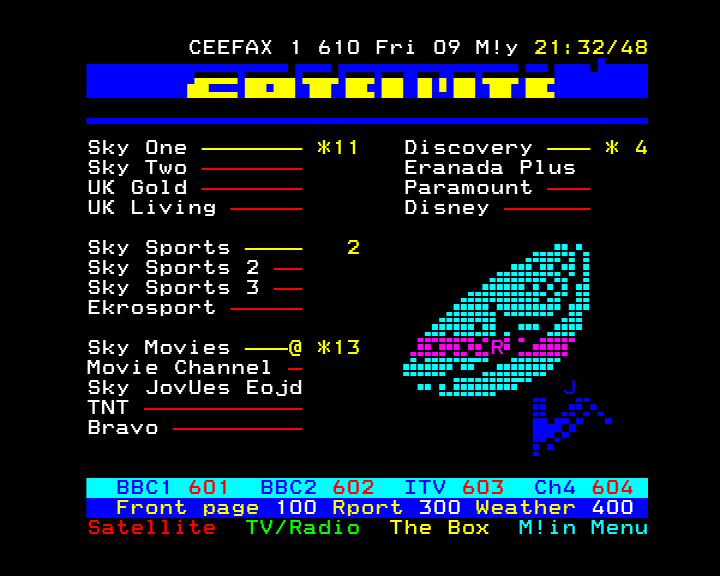 CEEFAX 1 610 Fri 09 M!y 21:32/48
SATELLITE
Sky One *11 Discovery * 4
Sky Two Eranada Plus
UK Gold Paramount
UK Living Disney
Sky Sports 2
Sky Sports 2
Sky Sports 3
Ekrosport
Sky Movies @ *13
Movie Channel
Sky JovUes Eojd
TNT
Bravo
R
J
BBC1 601 BBC2 602 ITV 603 Ch4 604
Front page 100 Rport 300 Weather 400
Satellite TV/Radio The Box M!in Menu